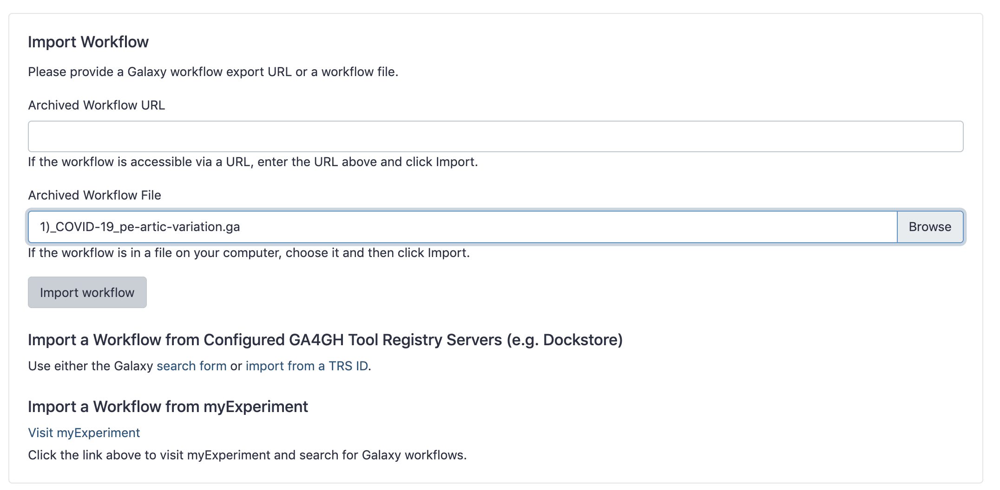 Import Workflow
Please provide a Galaxy workflow export URL or a workflow file.
Archived Workflow URL
If the workflow is accessible via a URL, enter the URL above and click Import.
Archived Workflow File
1)_COVID-19_pe-artic-variation.ga
Browse
If the workflow is in a file on your computer, choose it and then click Import.
Import workflow
Import a Workflow from Configured GA4GH Tool Registry Servers (e.g. Dockstore)
Use either the Galaxy search form or import from a TRS ID.
Import a Workflow from myExperiment
Visit myExperiment
Click the link above to visit myExperiment and search for Galaxy workflows.